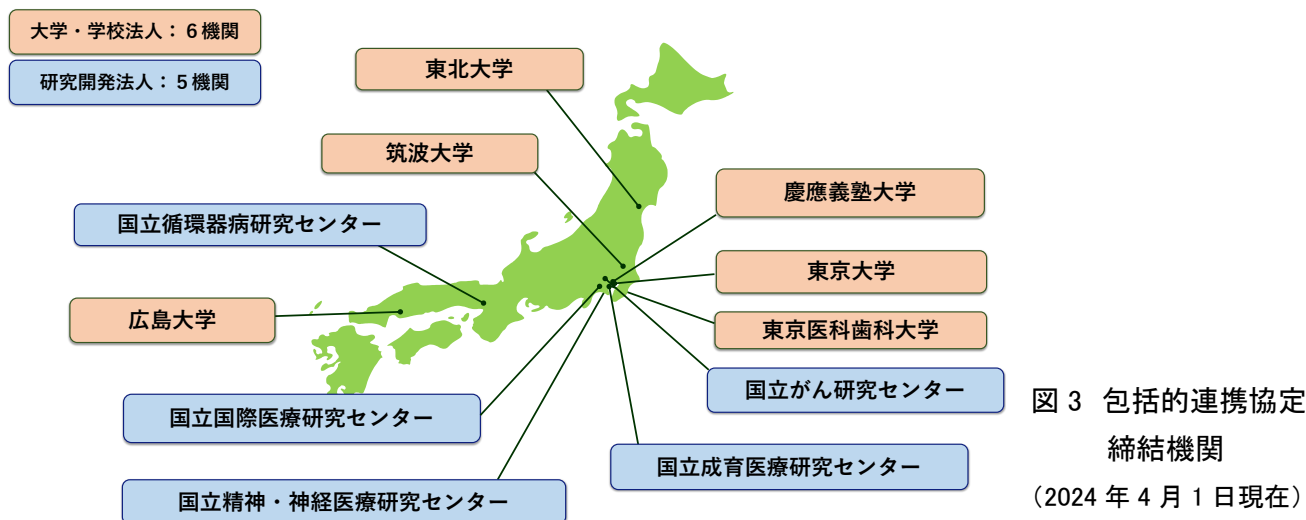 大学・学校法人：６機関
研究開発法人：５機関
東北大学
筑波大学
慶應義塾大学
国立循環器病研究センター
東京大学
広島大学
東京医科歯科大学
国立がん研究センター
国立国際医療研究センター
国立成育医療研究センター
国立精神・神経医療研究センター
図 3 包括的連携協定
締結機関
（2024 年 4 月 1 日現在）